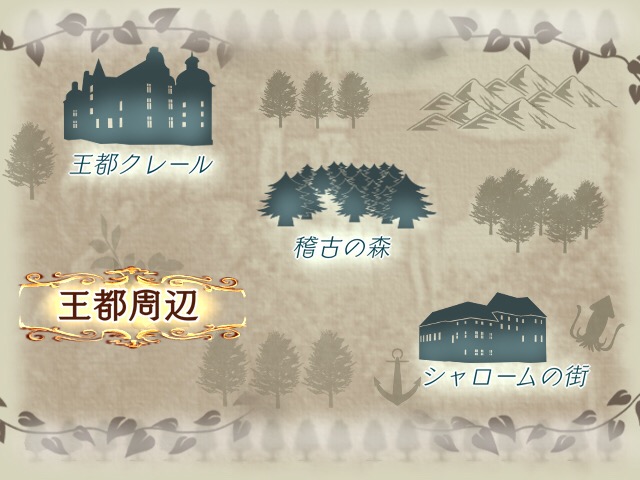 王都クレール
稽古の森
王都周辺
シャロームの街